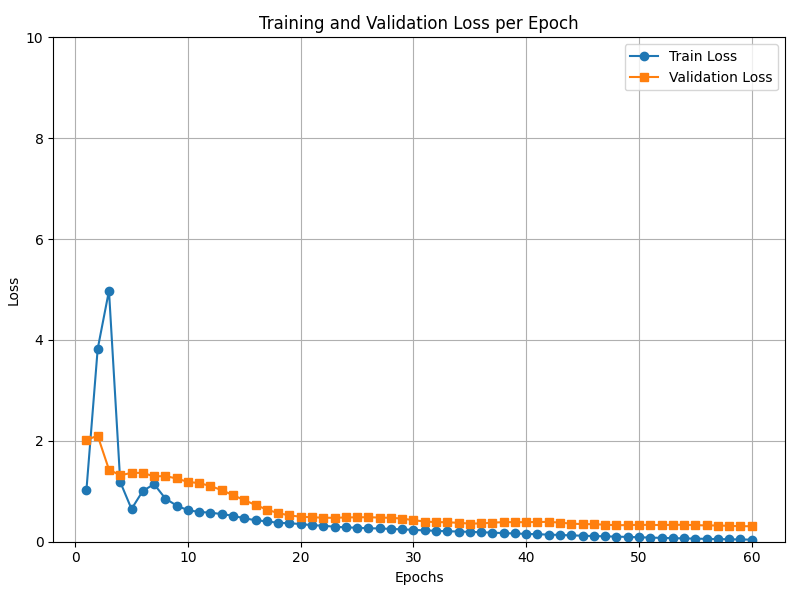 Training and Validation Loss per Epoch
Train Loss
Validation Loss
10
8
6
4
2
0
Loss
0 10 20 30 40 50 60
Epochs